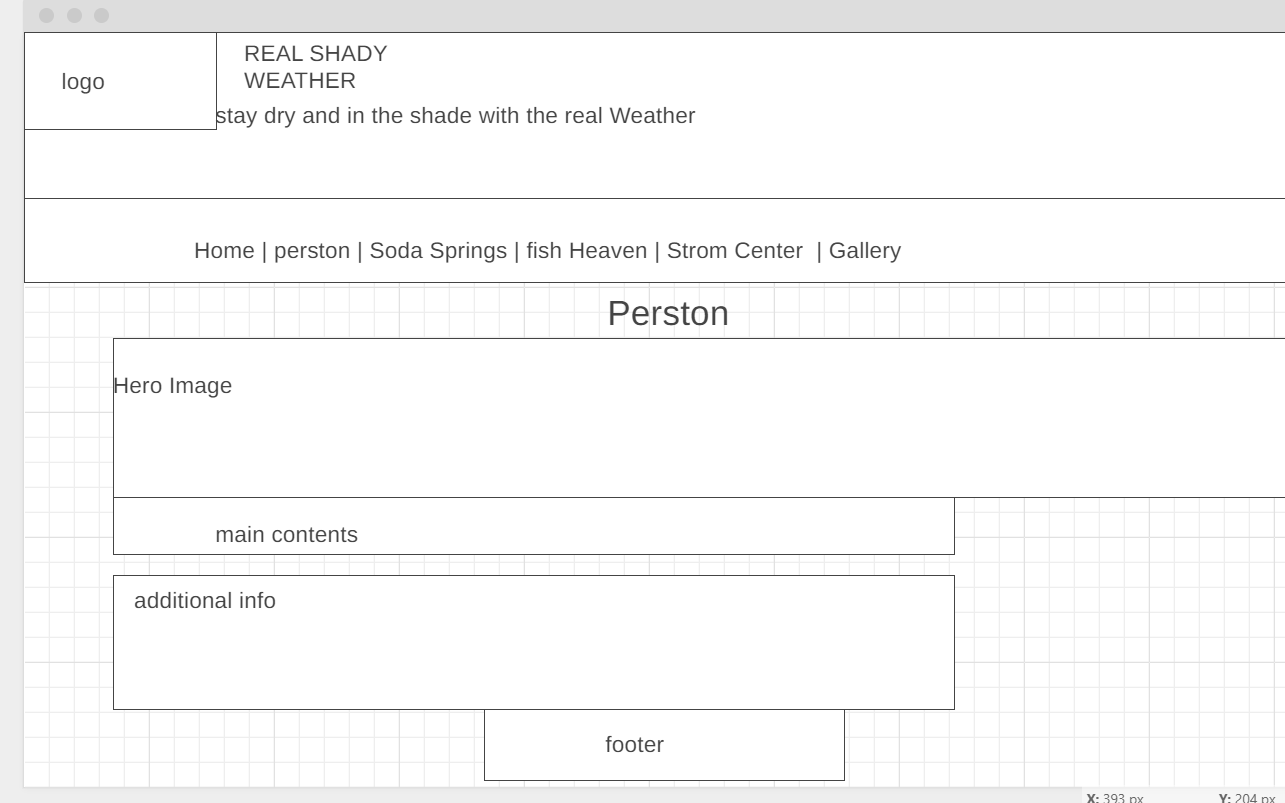 logo
REAL SHADY
WEATHER
stay dry and in the shade with the real Weather
Home | perston | Soda Springs | fish Heaven | Strom Center  | Gallery
Perston
Hero Image
main contents
additional info
footer
X: 393 px
Y: 204 px